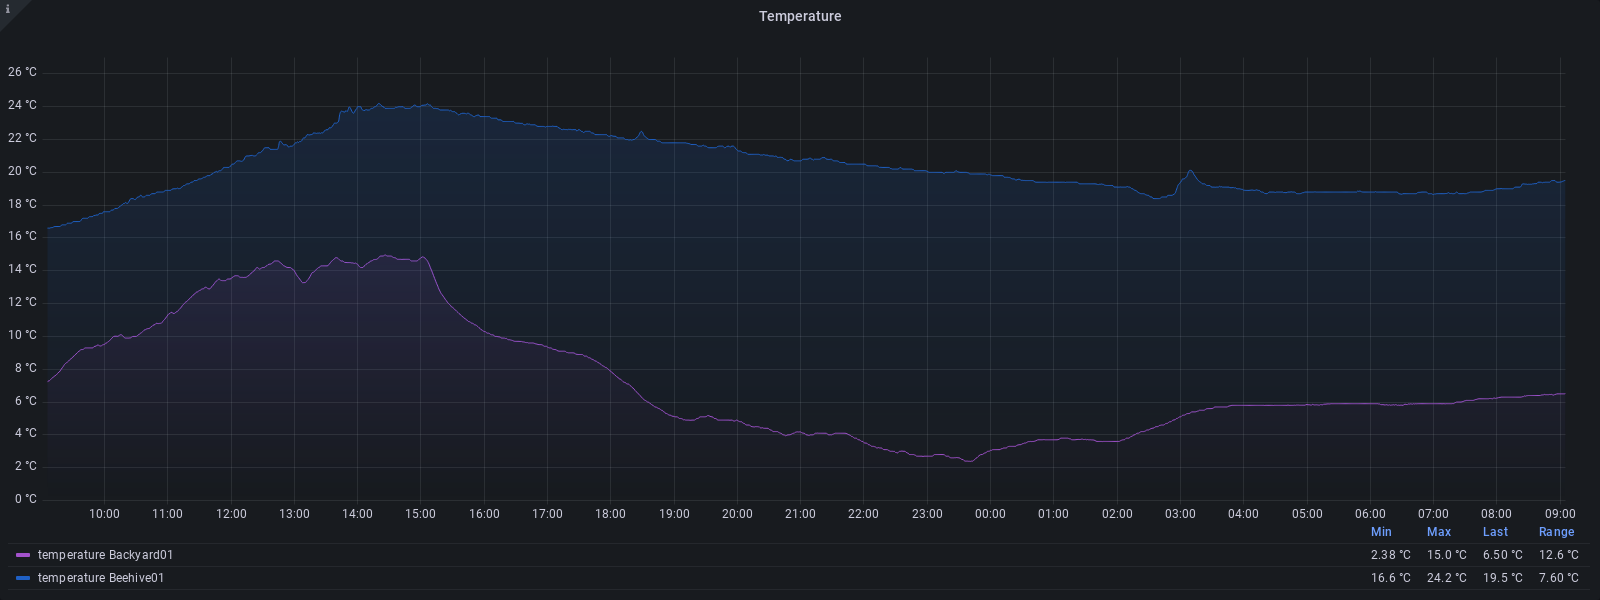 i
Temperature
26 °C
24 °C
22 °C
20 °C
18 °C
16 °C
14 °C
12 °C
10 °C
8 °C
6 °C
4 °C
2 °C
0 °C
10:00 11:00 12:00 13:00 14:00 15:00 16:00 17:00 18:00 19:00 20:00 21:00 22:00 23:00 00:00 01:00 02:00 03:00 04:00 05:00 06:00 07:00 08:00 09:00
Min Max Last Range
temperature Backyard01 2.38 °C 15.0 °C 6.50 °C 12.6 °C
temperature Beehive01 16.6 °C 24.2 °C 19.5 °C 7.60 °C